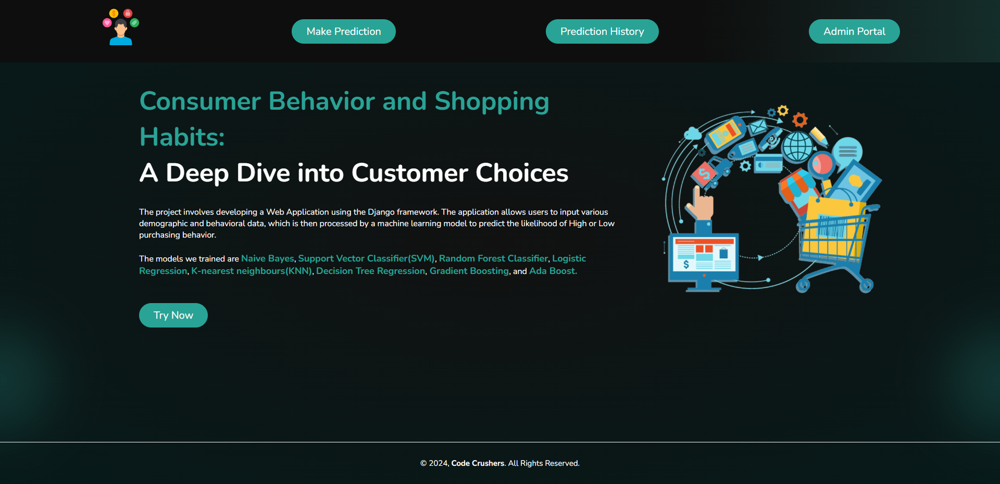 Make Prediction
Prediction History
Admin Portal
Consumer Behavior and Shopping
Habits:
A Deep Dive into Customer Choices
The project involves developing a Web Application using the Django framework. The application allows users to input various
demographic and behavioral data, which is then processed by a machine learning model to predict the likelihood of High or Low
purchasing behavior.
The models we trained are Naive Bayes, Support Vector Classifier(SVM), Random Forest Classifier, Logistic
Regression, K-nearest neighbours(KNN), Decision Tree Regression, Gradient Boosting, and Ada Boost.
Try Now
© 2024, Code Crushers. All Rights Reserved.